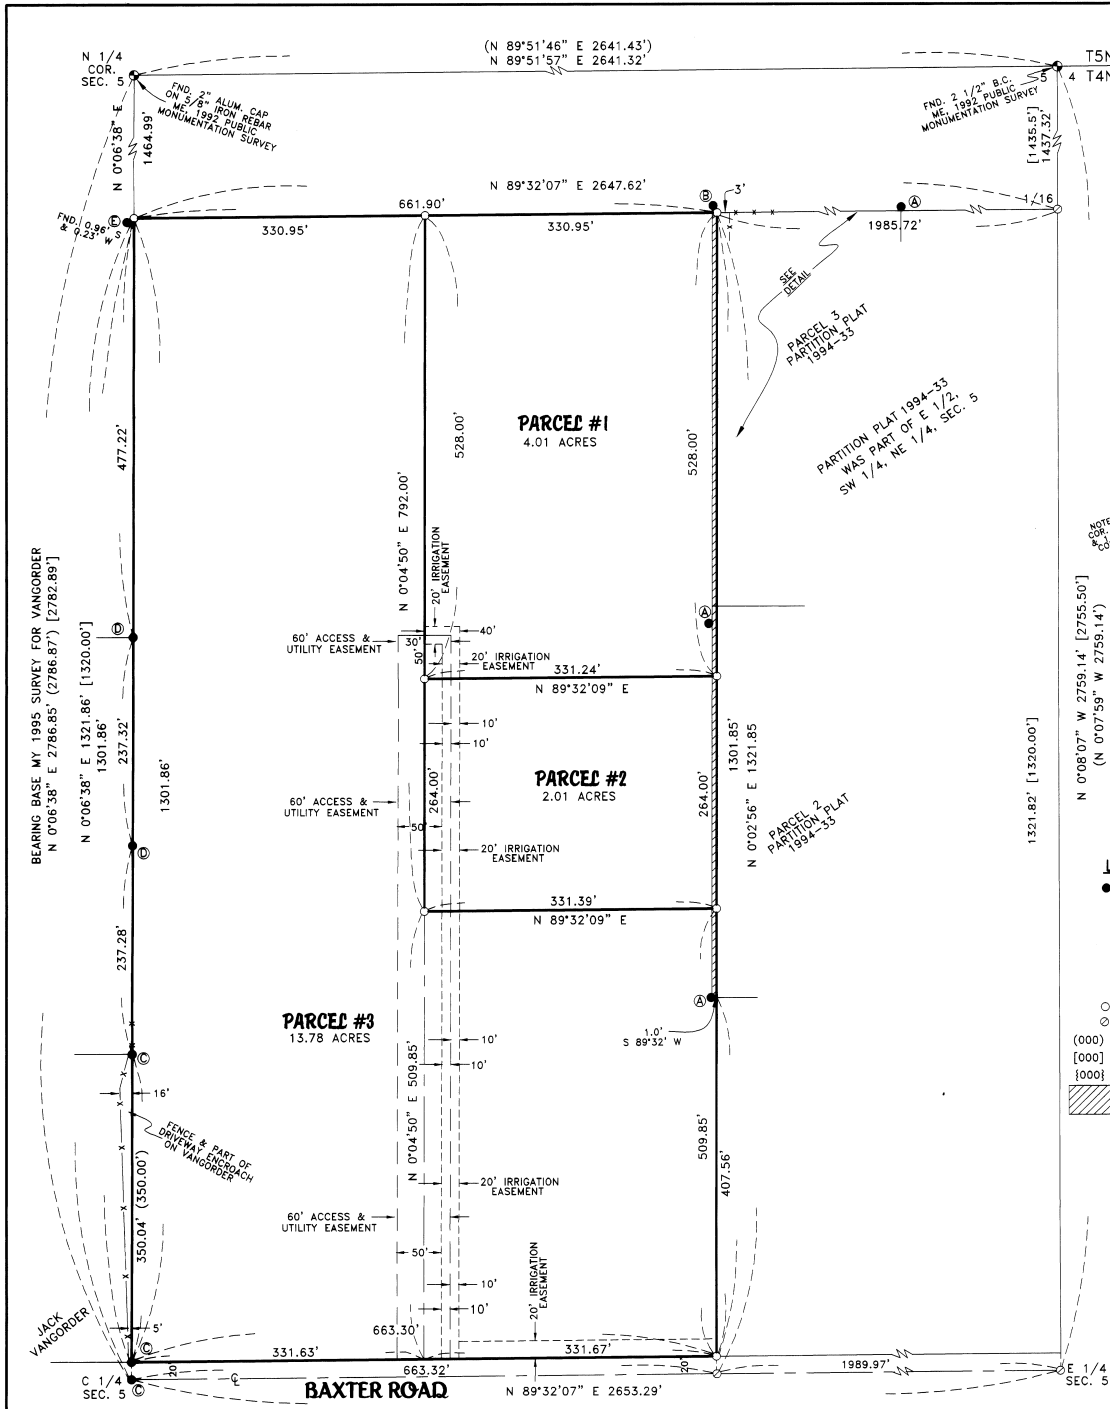 (N 89°51'46" E 2641.43')
N 89°51'57" E 2641.32'
N 1/4
COR.
SEC. 5
FND. 2" ALUM. CAP
ON 5/8" IRON REBAR
ME, 1992 PUBLIC
MONUMENTATION SURVEY
N 0°06'38" E
1464.99'
FND. 2 1/2" B.C.
ME, 1992 PUBLIC
MONUMENTATION SURVEY
5
4
T5N
T4N
[1435.5']
1437.32'
N 89°32'07" E 2647.62'
661.90'
330.95'
330.95'
B
3'
A
1985.72'
1/16
E
FND. 0.96' S
& 0.23' W
SEE
DETAIL
PARCEL 3
PARTITION PLAT
1994-33
PARTITION PLAT 1994-33
WAS PART OF E 1/2,
SW 1/4, NE 1/4, SEC. 5
PARCEL #1
4.01 ACRES
477.22'
528.00'
528.00'
N 0°04'50" E 792.00'
20' IRRIGATION
EASEMENT
BEARING BASE MY 1995 SURVEY FOR VANGORDER
N 0°06'38" E 2786.85' (2786.87') [2782.89']
N 0°06'38" E 1321.86' [1320.00']
1301.86'
237.32'
1301.86'
D
60' ACCESS &
UTILITY EASEMENT
30'
40'
50'
20' IRRIGATION
EASEMENT
A
331.24'
N 89°32'09" E
10'
10'
PARCEL #2
2.01 ACRES
264.00'
264.00'
60' ACCESS &
UTILITY EASEMENT
50'
20' IRRIGATION
EASEMENT
1301.85'
N 0°02'56" E 1321.85
PARCEL 2
PARTITION PLAT
1994-33
NOTE
COR.
N 0°08'07" W 2759.14' [2755.50']
(N 0°07'59" W 2759.14')
1321.82' [1320.00']
D
331.39'
N 89°32'09" E
237.28'
A
1.0'
S 89°32' W
PARCEL #3
13.78 ACRES
10'
10'
N 0°04'50" E 509.85'
C
16'
FENCE & PART OF
DRIVEWAY ENCROACH
ON VANGORDER
350.04' (350.00')
509.85'
407.56'
20' IRRIGATION
EASEMENT
60' ACCESS &
UTILITY EASEMENT
50'
10'
10'
20' IRRIGATION
EASEMENT
(000)
[000]
{000}
JACK
VANGORDER
5'
C
663.30'
331.63'
331.67'
20'
20'
663.32'
1989.97'
C 1/4
SEC. 5
C
BAXTER ROAD
N 89°32'07" E 2653.29'
E 1/4
SEC. 5